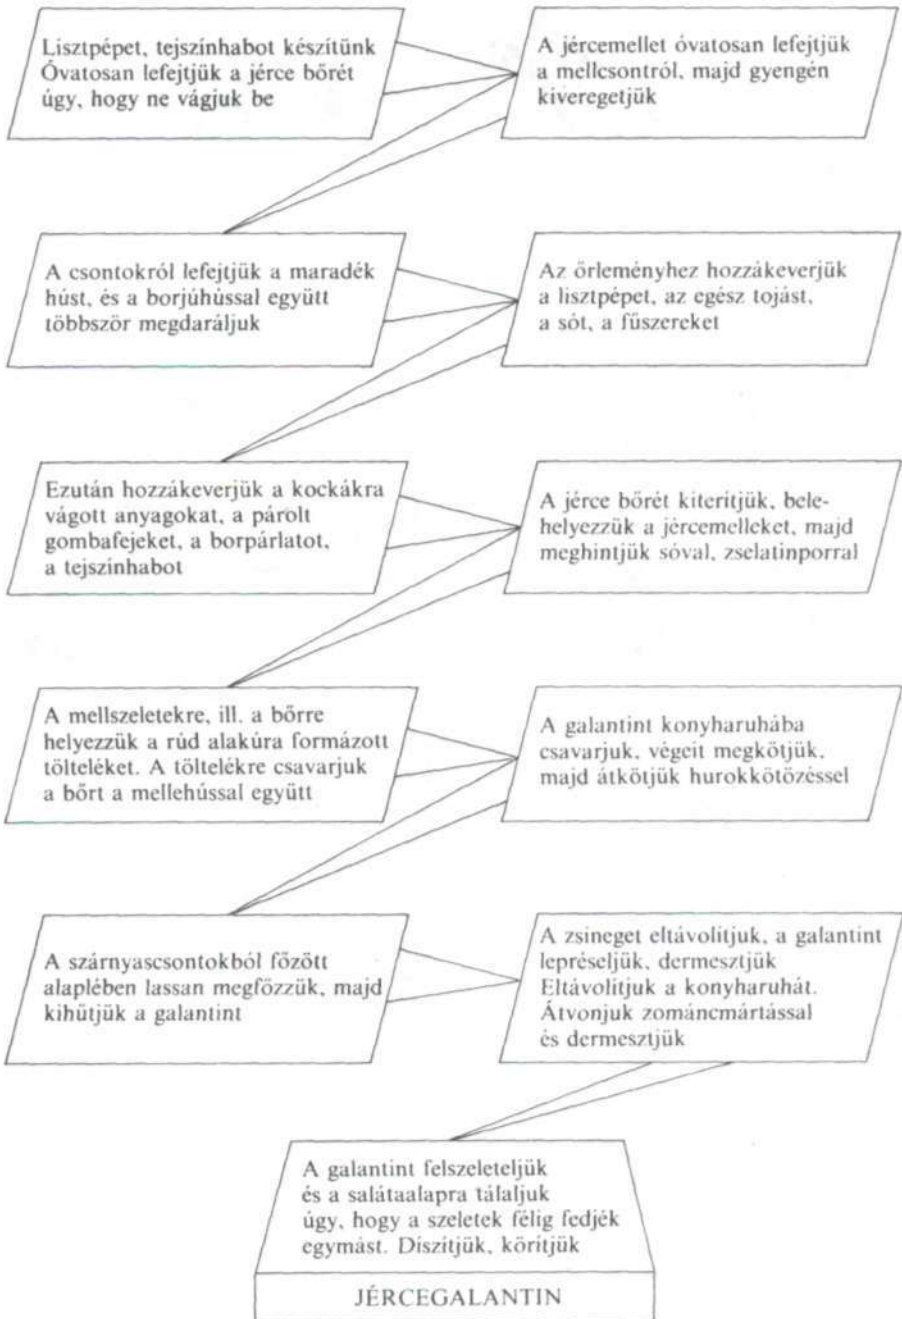 Lisztpépet, tejszínhabot készítünk
Óvatosan lefejtjük a jérce bőrét
úgy, hogy ne vágjuk be
A jércemellet óvatosan lefejtjük
a mellcsontról, majd gyengén
kiveregetjük
A csontokról lefejtjük a maradék
húst, és a borjúhússal együtt
többször megdaráljuk
Az őrleményhez hozzákeverjük
a lisztpépet, az egész tojást,
a sót, a fűszereket
Ezután hozzákeverjük a kockákra
vágott anyagokat, a párolt
gombafejeket, a borpárlatot,
a tejszínhabot
A jérce bőrét kiterítjük, bele-
helyezzük a jércemelleket, majd
meghintjük sóval, zselatinporral
A mellszeletekre, ill. a bőrre
helyezzük a rúd alakúra formázott
tölteléket. A töltelékre csavarjuk
a bőrt a mellehússal együtt
A galantint konyharuhába
csavarjuk, végeit megkötjük,
majd átkötjük hurokkötözéssel
A szárnyascsontokból főzött
alaplében lassan megfőzzük, majd
kihűtjük a galantint
A zsineget eltávolítjuk, a galantint
lepréseljük, dermesztjük
Eltávolítjuk a konyharuhát.
Átvonjuk zománcmártással
és dermesztjük
A galantint felszeleteljük
és a salátaalapra tálaljuk
úgy, hogy a szeletek félig fedjék
egymást. Díszítjük, körítjük
JÉRCEGALANTIN